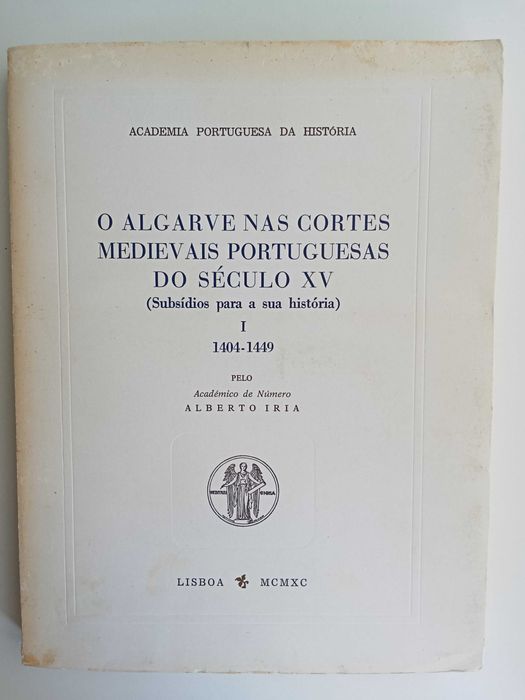 ACADEMIA PORTUGUESA DA HISTÓRIA
O ALGARVE NAS CORTES
MEDIEVAIS PORTUGUESAS
DO SÉCULO XV
(Subsídios para a sua história)
I
1404-1449
PELO
Académico de Número
ALBERTO IRIA
LISBOA MCMXC